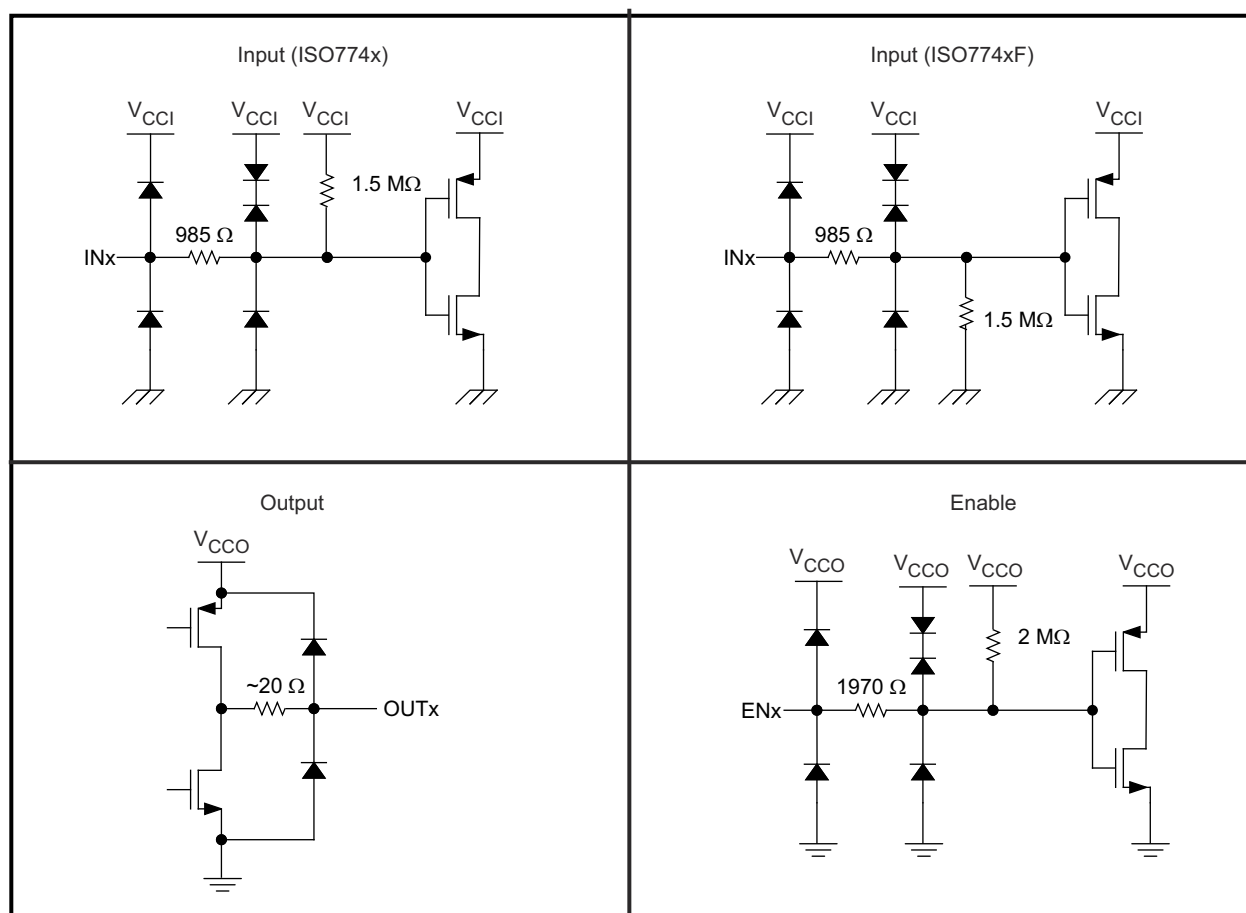 Input (ISO774x)
V_CCI V_CCI V_CCI V_CCI
1.5 MΩ
985 Ω
INx
Input (ISO774xF)
V_CCI V_CCI V_CCI
985 Ω
INx
1.5 MΩ
Output
V_CCO
~20 Ω
OUTx
Enable
V_CCO V_CCO V_CCO V_CCO
2 MΩ
1970 Ω
ENx